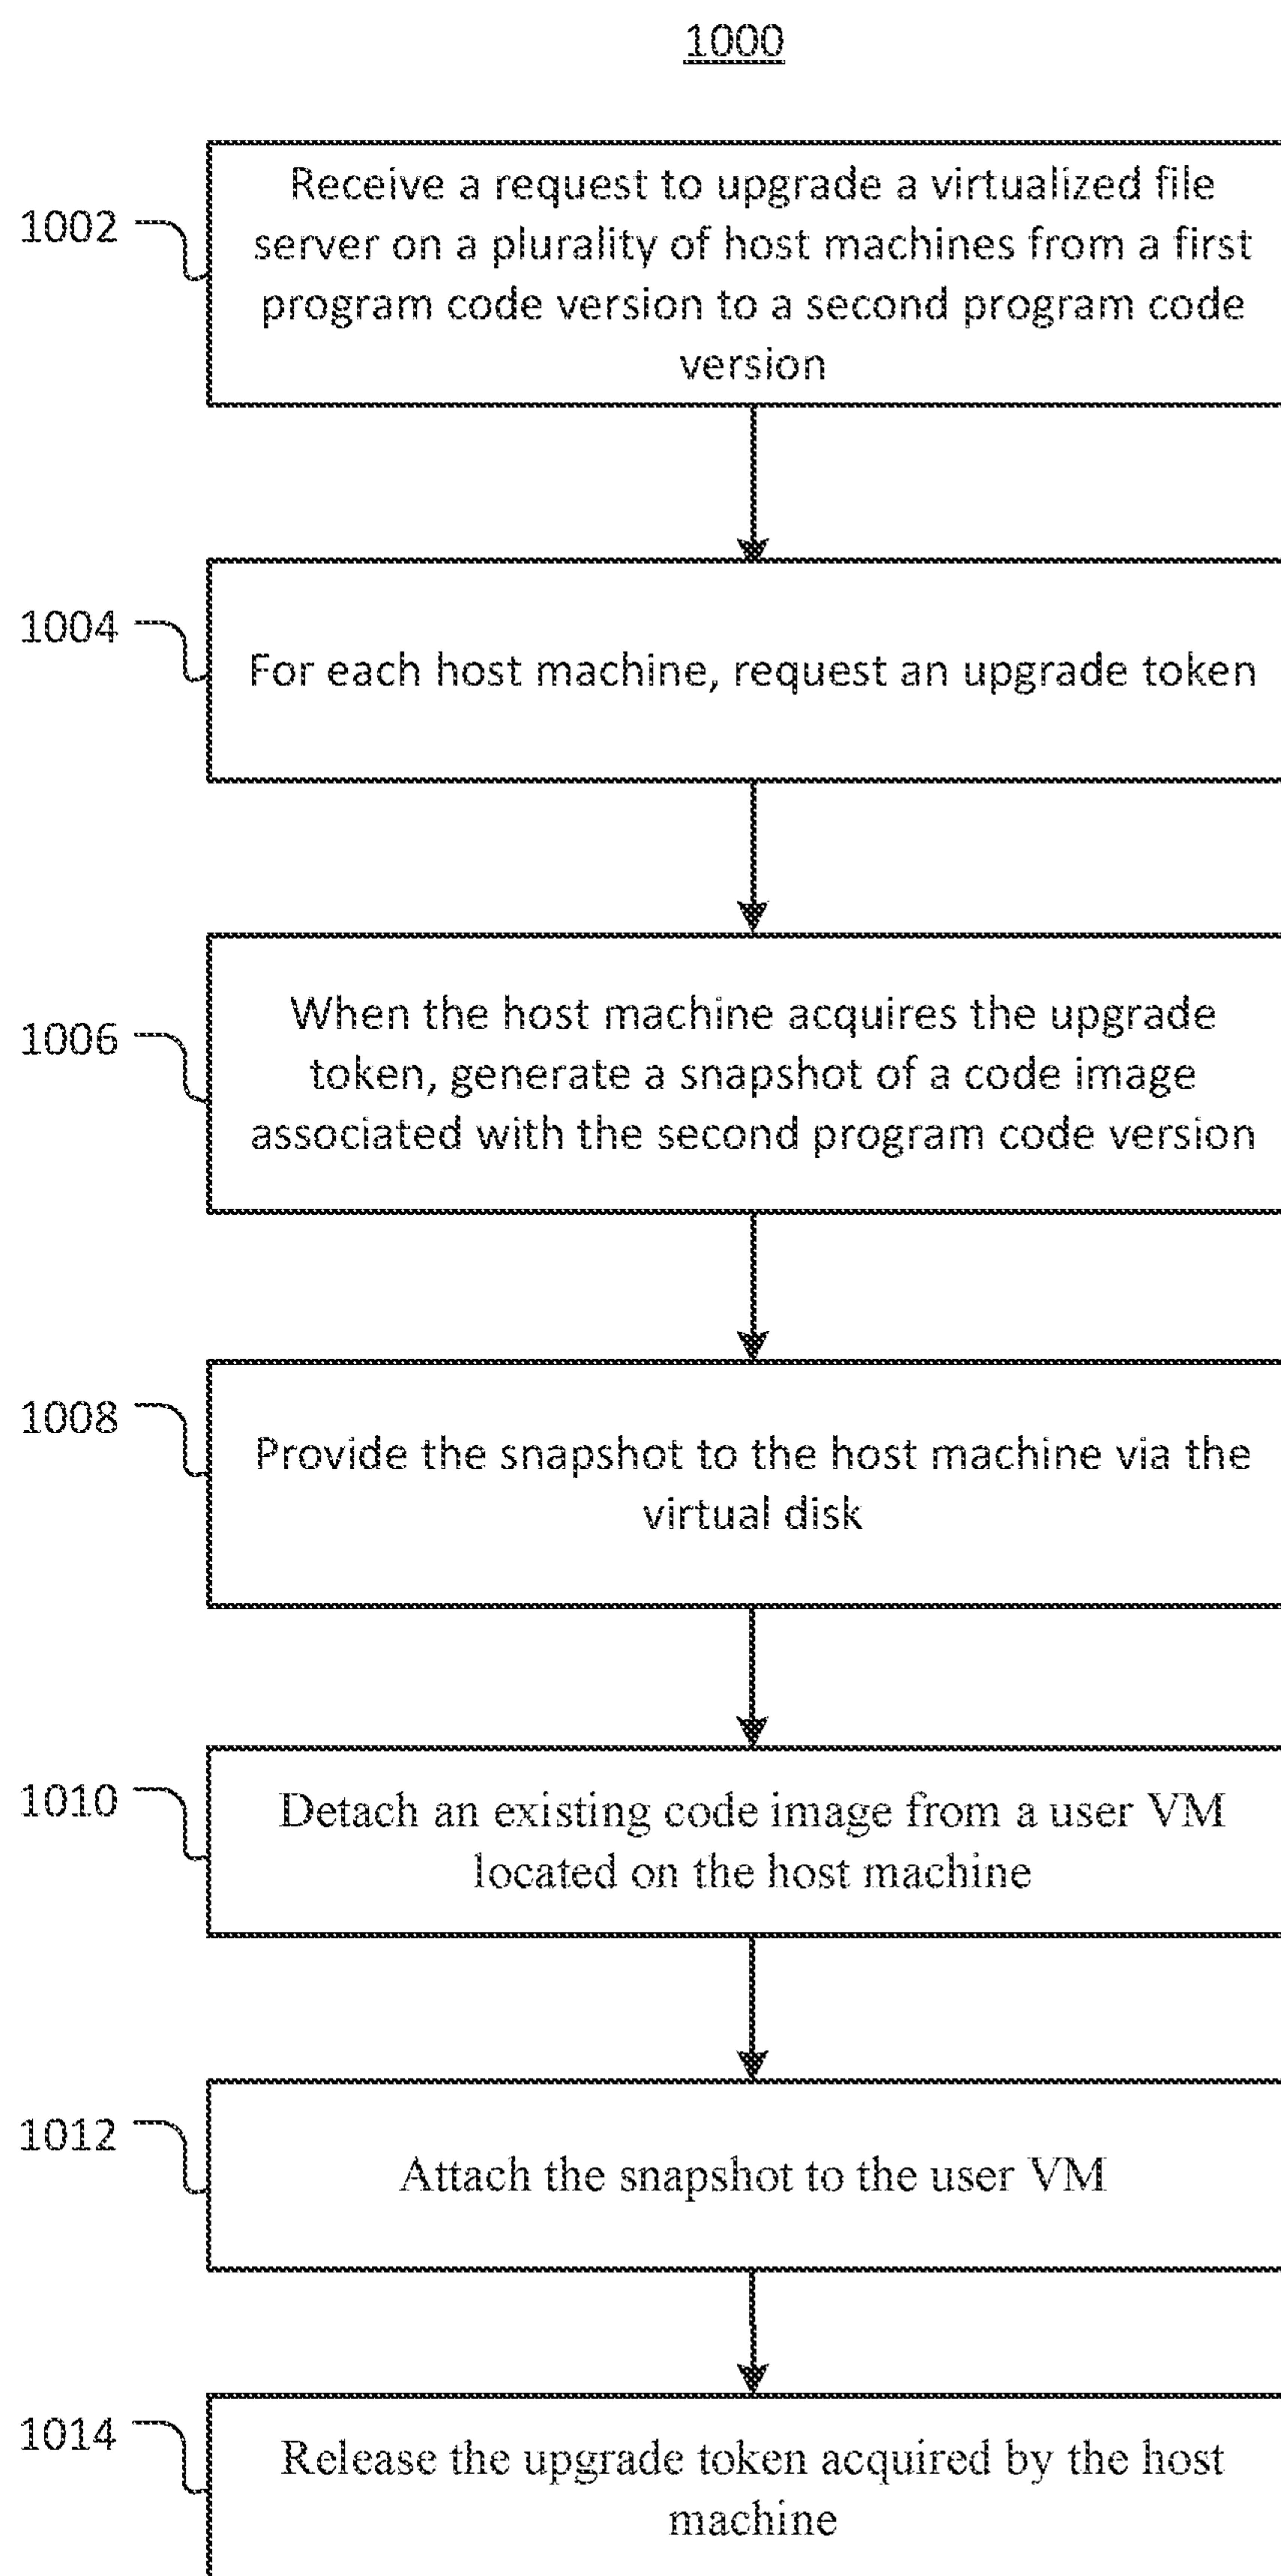 1000
1002
Receive a request to upgrade a virtualized file
server on a plurality of host machines from a first
program code version to a second program code
version
1004
For each host machine, request an upgrade token
1006
When the host machine acquires the upgrade
token, generate a snapshot of a code image
associated with the second program code version
1008
Provide the snapshot to the host machine via the
virtual disk
1010
Detach an existing code image from a user VM
located on the host machine
1012
Attach the snapshot to the user VM
1014
Release the upgrade token acquired by the host
machine